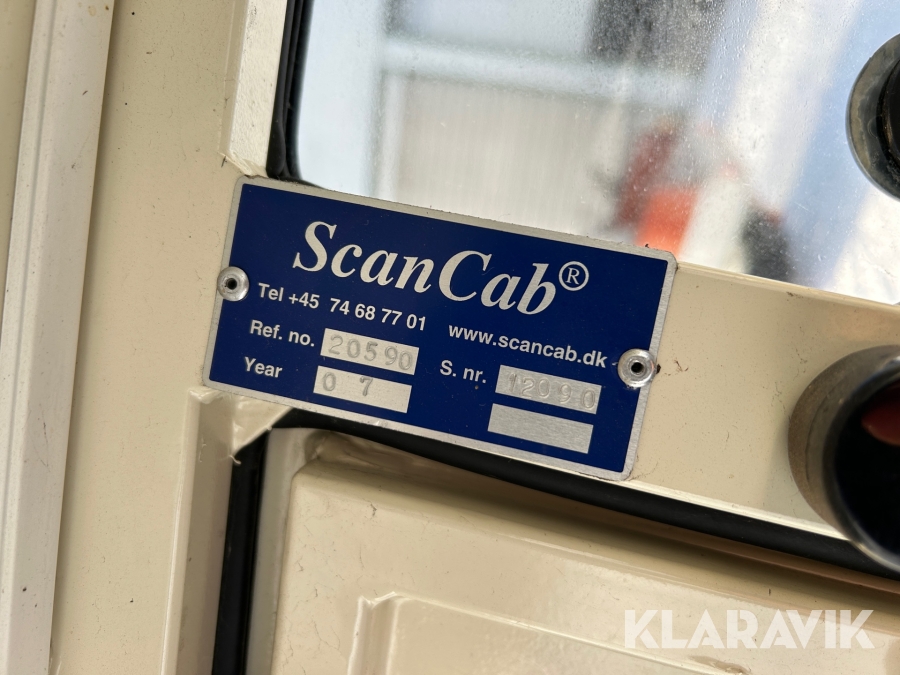 ScanCab®
Tel +45 74 68 77 01 www.scancab.dk
Ref. no. 20590 S. nr. 12090
Year 07
KLARAVIK